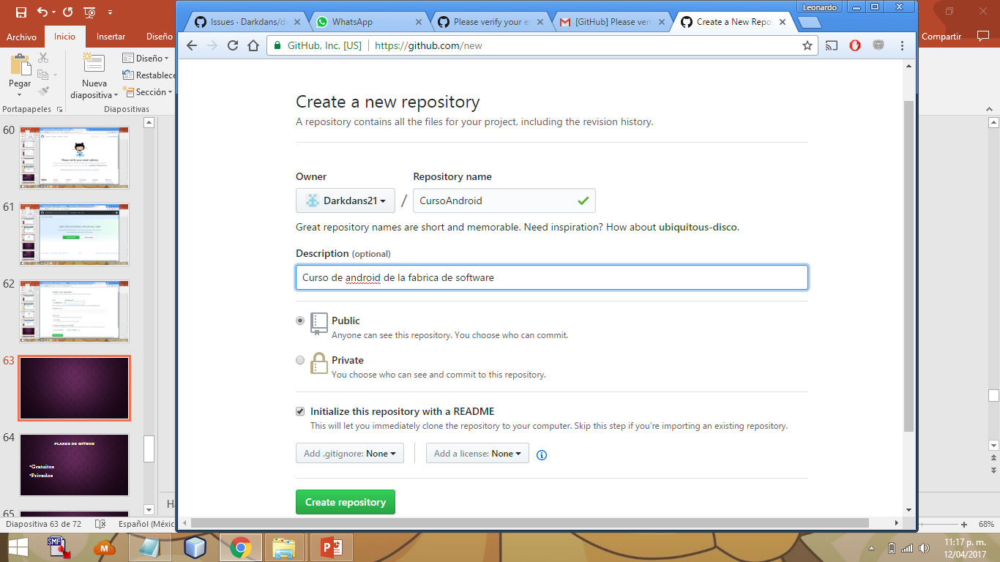 Leonardo
Issues · Darkdans/d
WhatsApp
Please verify your e
[GitHub] Please veri
Create a New Repo
GitHub, Inc. [US]
https://github.com/new
Archivo
Inicio
Insertar
Diseño
Compartir
Pegar
Nueva
diapositiva
Diseño
Restablece
Sección
Portapapeles
Diapositivas
60
61
62
63
64
PLANES DE GITHUB
•Gratuitos
•Privados
65
Create a new repository
A repository contains all the files for your project, including the revision history.
Owner
Repository name
Darkdans21
/
CursoAndroid
Great repository names are short and memorable. Need inspiration? How about ubiquitous-disco.
Description (optional)
Curso de android de la fabrica de software
Public
Anyone can see this repository. You choose who can commit.
Private
You choose who can see and commit to this repository.
Initialize this repository with a README
This will let you immediately clone the repository to your computer. Skip this step if you’re importing an existing repository.
Add .gitignore: None
Add a license: None
Create repository
Diapositiva 63 de 72
Español (Méxic
68%
SMF
11:17 p. m.
12/04/2017